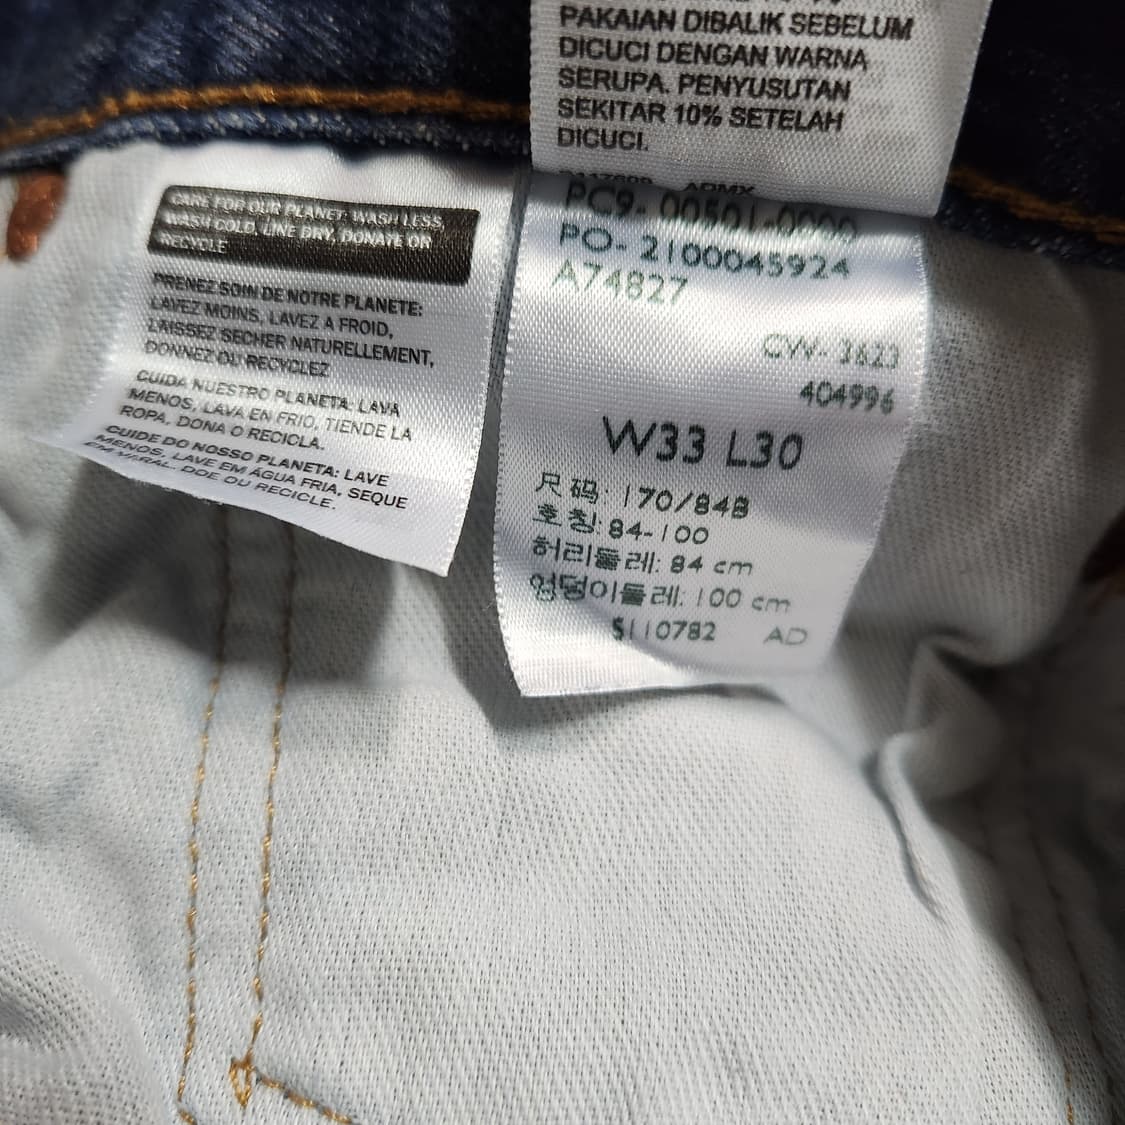 PAKAIAN DIBALIK SEBELUM
DICUCI DENGAN WARNA
SERUPA. PENYUSUTAN
SEKITAR 10% SETELAH
DICUCI.
CARE FOR OUR PLANET: WASH LESS,
WASH COLD, LINE DRY, DONATE OR
RECYCLE
PRENEZ SOIN DE NOTRE PLANETE:
LAVEZ MOINS, LAVEZ A FROID,
LAISSEZ SECHER NATURELLEMENT,
DONNEZ OU RECYCLEZ
CUIDA NUESTRO PLANETA: LAVA
MENOS, LAVA EN FRIO, TIENDE LA
ROPA, DONA O RECICLA.
CUIDE DO NOSSO PLANETA: LAVE
MENOS, LAVE EM ÁGUA FRIA, SEQUE
EM VARAL, DOE OU RECICLE.
PC9- 00501-0000
PO- 2100045924
A74827
CW- 3623
404996
W33 L30
尺码: 170/84B
호칭: 84-100
허리둘레: 84 cm
엉덩이둘레: 100 cm
S110782 AD